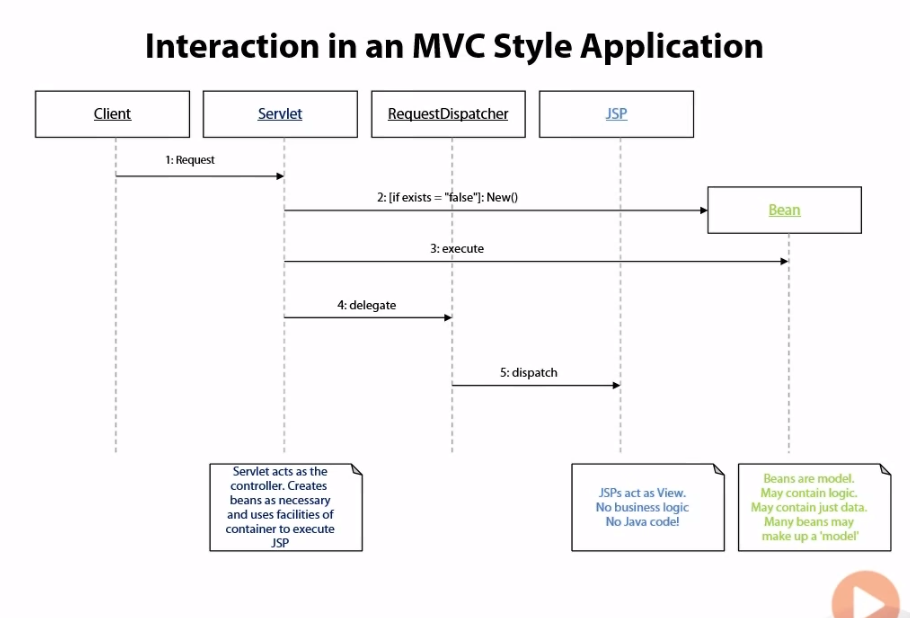 Interaction in an MVC Style Application
Client
Servlet
RequestDispatcher
JSP
1: Request
2: [if exists = "false"]: New()
Bean
3: execute
4: delegate
5: dispatch
Servlet acts as the
controller. Creates
beans as necessary
and uses facilities of
container to execute
JSP
JSPs act as View.
No business logic
No Java code!
Beans are model.
May contain logic.
May contain just data.
Many beans may
make up a 'model'